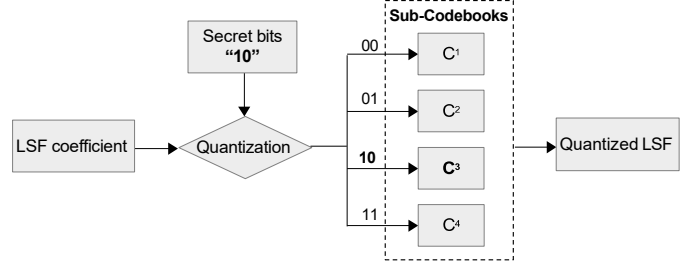 Sub-Codebooks
Secret bits
“10”
00
C¹
01
C²
LSF coefficient
Quantization
10
C³
Quantized LSF
11
C⁴